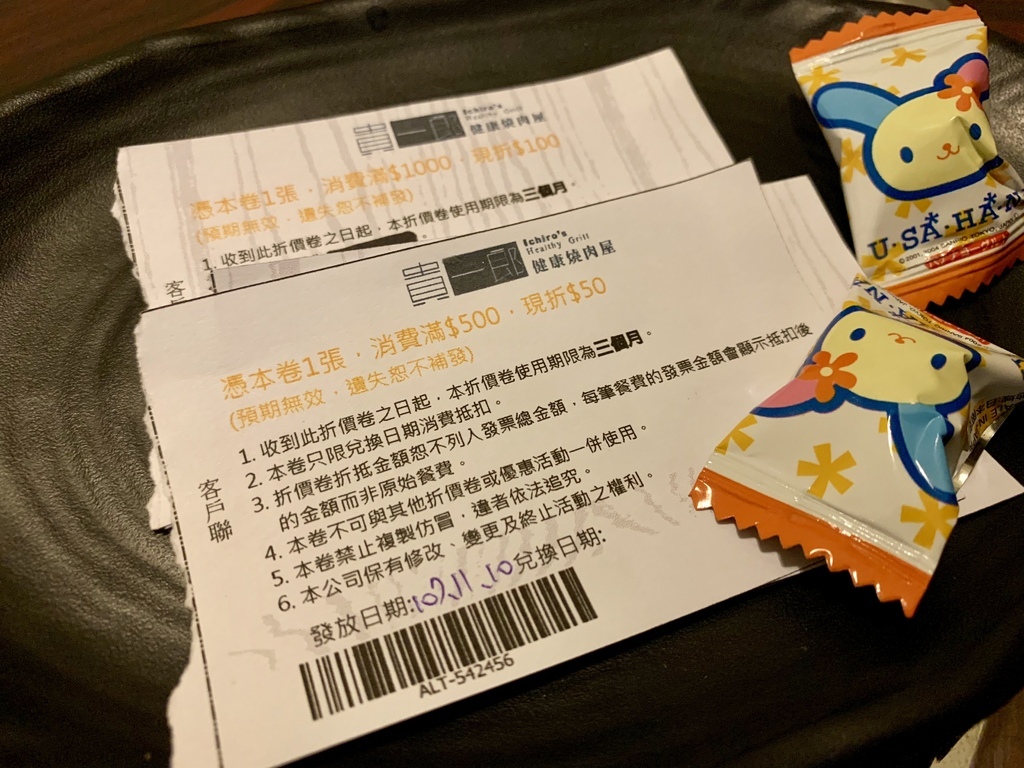 Ichiro's
Healthy Grill
一郎
健康燒肉屋
憑本卷1張，消費滿$1000，現折$100
(預期無效，遺失恕不補發)
1. 收到此折價卷之日起，本折價卷使用期限為三個月。
客
Ichiro's
Healthy Grill
一郎
健康燒肉屋
憑本卷1張，消費滿$500，現折$50
(預期無效，遺失恕不補發)
1. 收到此折價卷之日起，本折價卷使用期限為三個月。
2. 本卷只限兌換日期消費抵扣。
3. 折價卷折抵金額恕不列入發票總金額，每筆餐費的發票金額會顯示抵扣後
的金額而非原始餐費。
4. 本卷不可與其他折價卷或優惠活動一併使用。
5. 本卷禁止複製仿冒，違者依法追究。
6. 本公司保有修改、變更及終止活動之權利。
客戶聯
發放日期:109.11.10兌換日期:
ALT-542456
U·SA·HA·N
© 2001, 2004 SANRIO